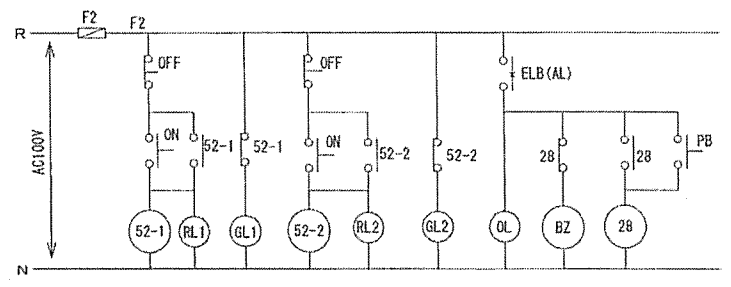 F2
R
F2
OFF
OFF
ELB(AL)
ON
52-1
52-1
ON
52-2
52-2
28
28
PB
AC100V
52-1
RL1
GL1
52-2
RL2
GL2
OL
BZ
28
N